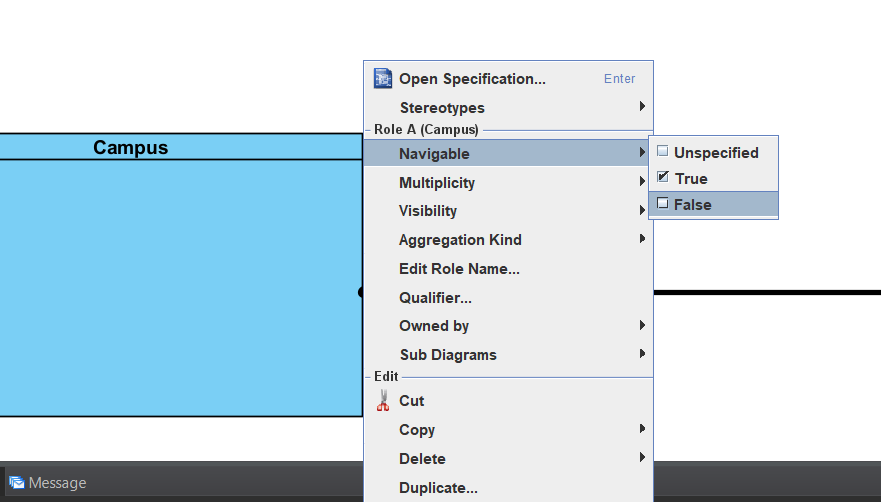 Campus
Open Specification... Enter
Stereotypes
Role A (Campus)
Navigable
Multiplicity
Visibility
Aggregation Kind
Edit Role Name...
Qualifier...
Owned by
Sub Diagrams
Edit
Cut
Copy
Delete
Duplicate...
Unspecified
True
False
Message